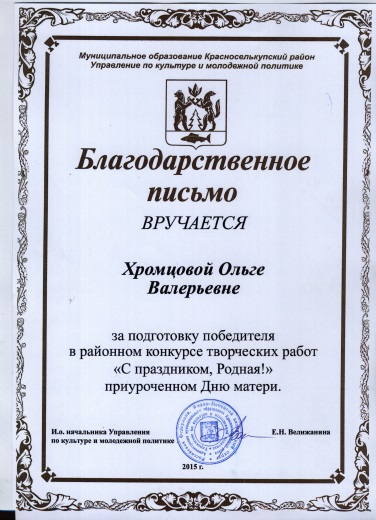 Муниципальное образование Красноселькупский район
Управление по культуре и молодежной политике
Благодарственное
письмо
ВРУЧАЕТСЯ
Хромцовой Ольге
Валерьевне
за подготовку победителя
в районном конкурсе творческих работ
«С праздником, Родная!»
приуроченном Дню матери.
И.о. начальника Управления
по культуре и молодежной политике
Е.Н. Велижанина
2015 г.